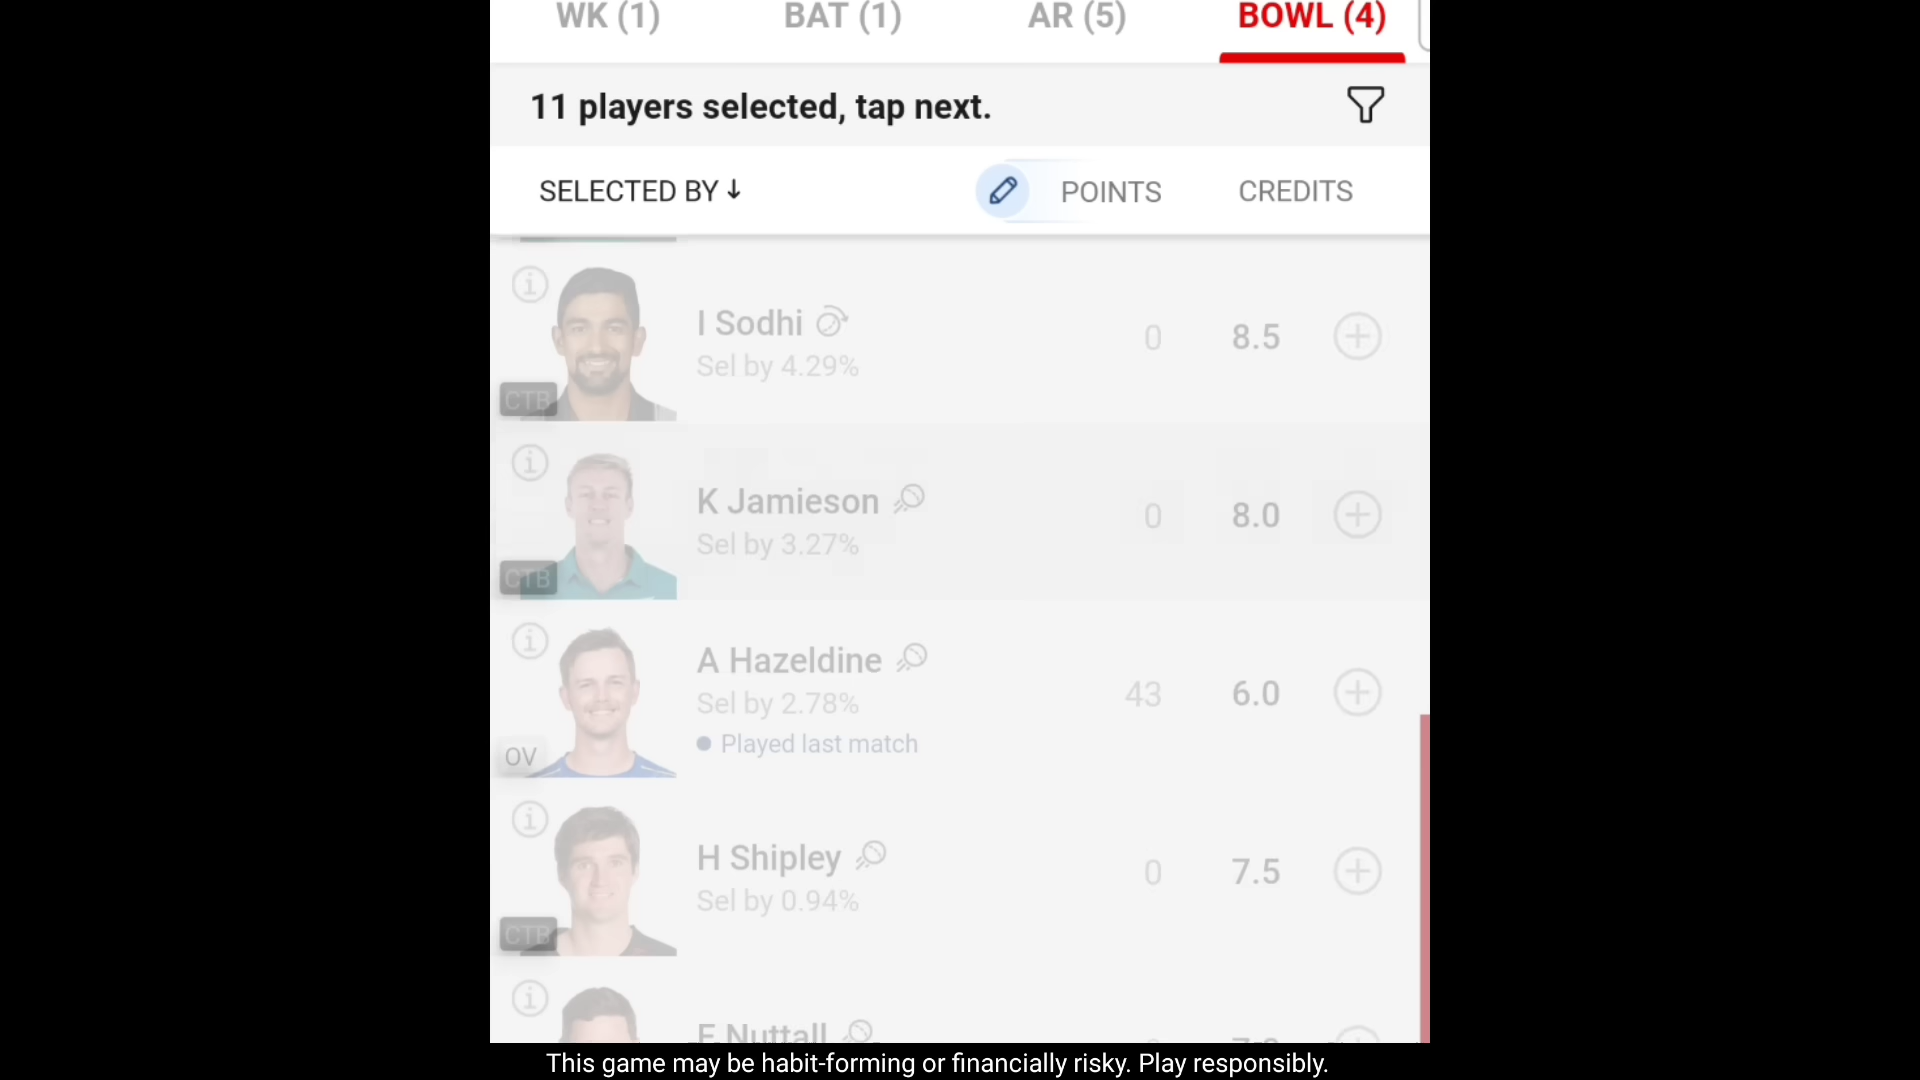 WK (1) BAT (1) AR (5) BOWL (4)
11 players selected, tap next.
SELECTED BY ↓ POINTS CREDITS
I Sodhi
Sel by 4.29%
0 8.5
CTB
K Jamieson
Sel by 3.27%
0 8.0
CTB
A Hazeldine
Sel by 2.78%
43 6.0
Played last match
OV
H Shipley
Sel by 0.94%
0 7.5
CTB
F Nuttall
This game may be habit-forming or financially risky. Play responsibly.